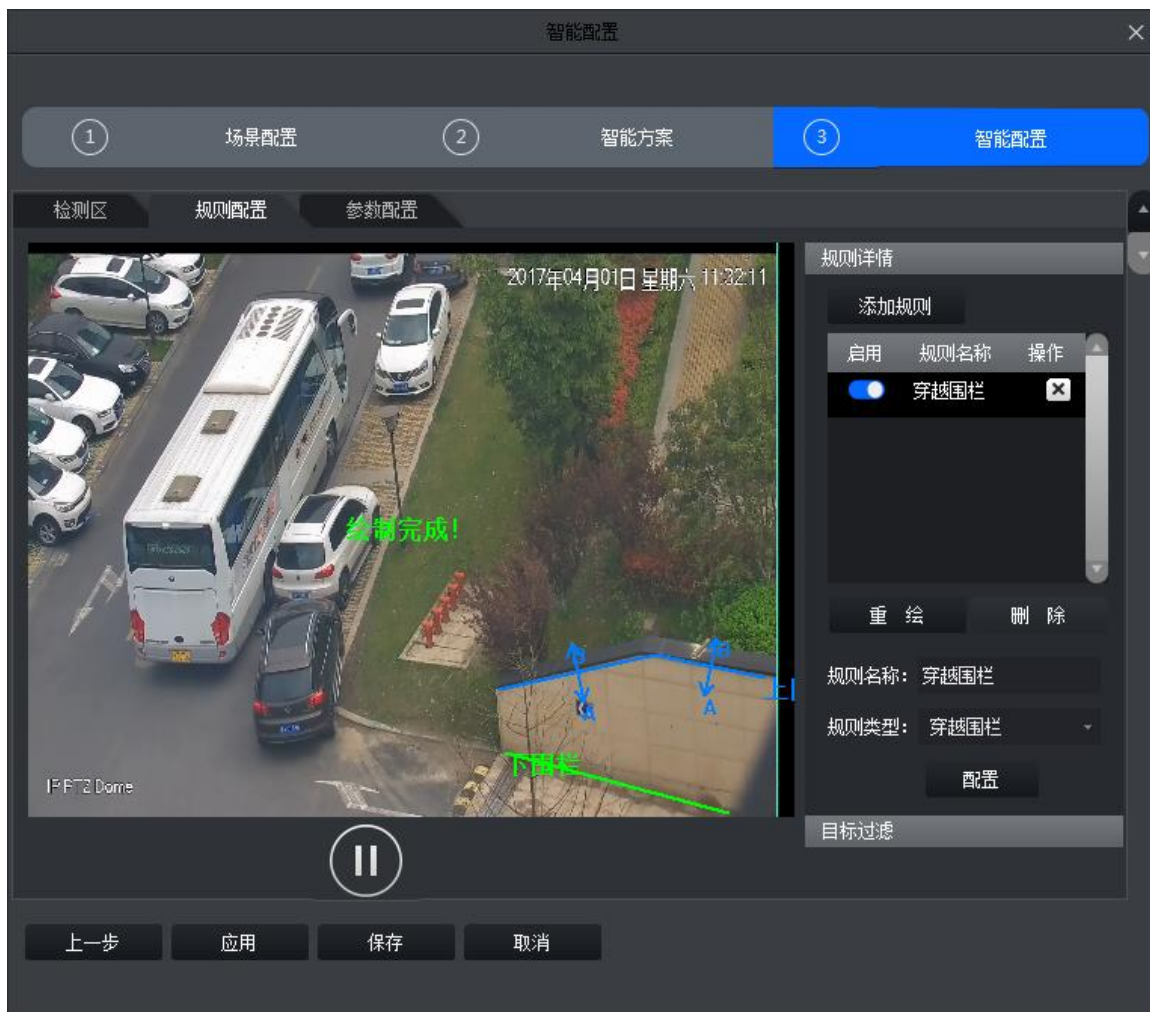 智能配置
1 场景配置 2 智能方案 3 智能配置
检测区 规则配置 参数配置
规则详情
2017年04月01日 星期六 11:32:11
添加规则
启用 规则名称 操作
穿越围栏
绘制完成!
重 绘 删 除
B B
A A
上
规则名称: 穿越围栏
规则类型: 穿越围栏
下围栏
配置
IP PTZ Dome
目标过滤
上一步 应用 保存 取消